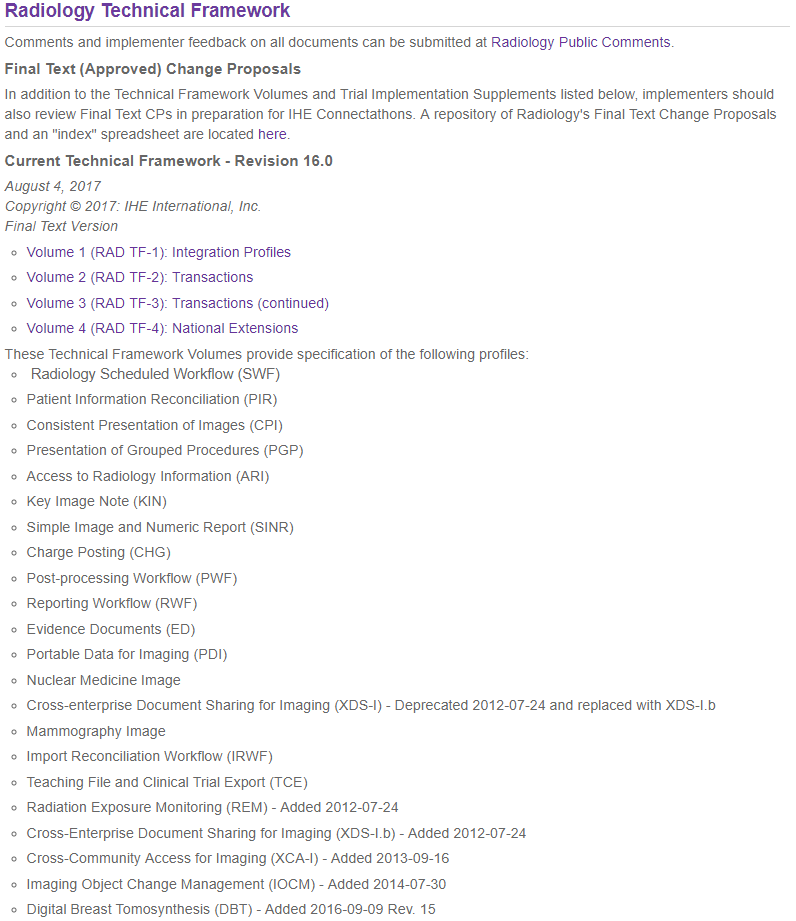 Radiology Technical Framework
Comments and implementer feedback on all documents can be submitted at Radiology Public Comments.
Final Text (Approved) Change Proposals
In addition to the Technical Framework Volumes and Trial Implementation Supplements listed below, implementers should
also review Final Text CPs in preparation for IHE Connectathons. A repository of Radiology's Final Text Change Proposals
and an "index" spreadsheet are located here.
Current Technical Framework - Revision 16.0
August 4, 2017
Copyright © 2017: IHE International, Inc.
Final Text Version
Volume 1 (RAD TF-1): Integration Profiles
Volume 2 (RAD TF-2): Transactions
Volume 3 (RAD TF-3): Transactions (continued)
Volume 4 (RAD TF-4): National Extensions
These Technical Framework Volumes provide specification of the following profiles:
Radiology Scheduled Workflow (SWF)
Patient Information Reconciliation (PIR)
Consistent Presentation of Images (CPI)
Presentation of Grouped Procedures (PGP)
Access to Radiology Information (ARI)
Key Image Note (KIN)
Simple Image and Numeric Report (SINR)
Charge Posting (CHG)
Post-processing Workflow (PWF)
Reporting Workflow (RWF)
Evidence Documents (ED)
Portable Data for Imaging (PDI)
Nuclear Medicine Image
Cross-enterprise Document Sharing for Imaging (XDS-I) - Deprecated 2012-07-24 and replaced with XDS-I.b
Mammography Image
Import Reconciliation Workflow (IRWF)
Teaching File and Clinical Trial Export (TCE)
Radiation Exposure Monitoring (REM) - Added 2012-07-24
Cross-Enterprise Document Sharing for Imaging (XDS-I.b) - Added 2012-07-24
Cross-Community Access for Imaging (XCA-I) - Added 2013-09-16
Imaging Object Change Management (IOCM) - Added 2014-07-30
Digital Breast Tomosynthesis (DBT) - Added 2016-09-09 Rev. 15